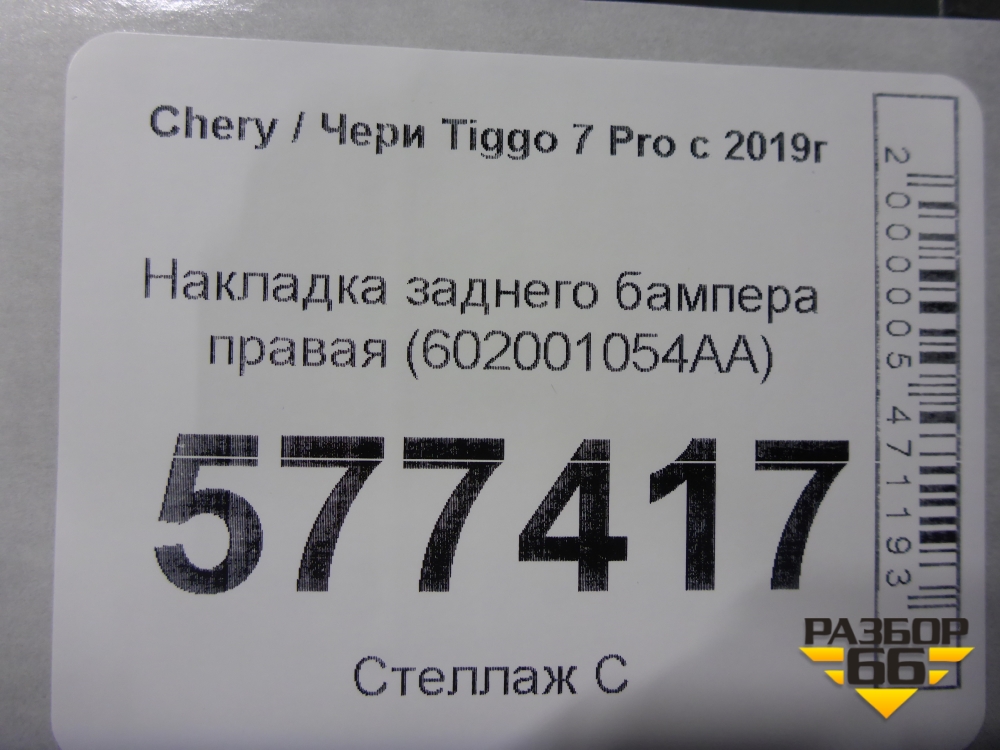 Chery / Чери Tiggo 7 Pro с 2019г
Накладка заднего бампера
правая (602001054AA)
577417
Стеллаж С
2000005471193
РАЗБОР
66